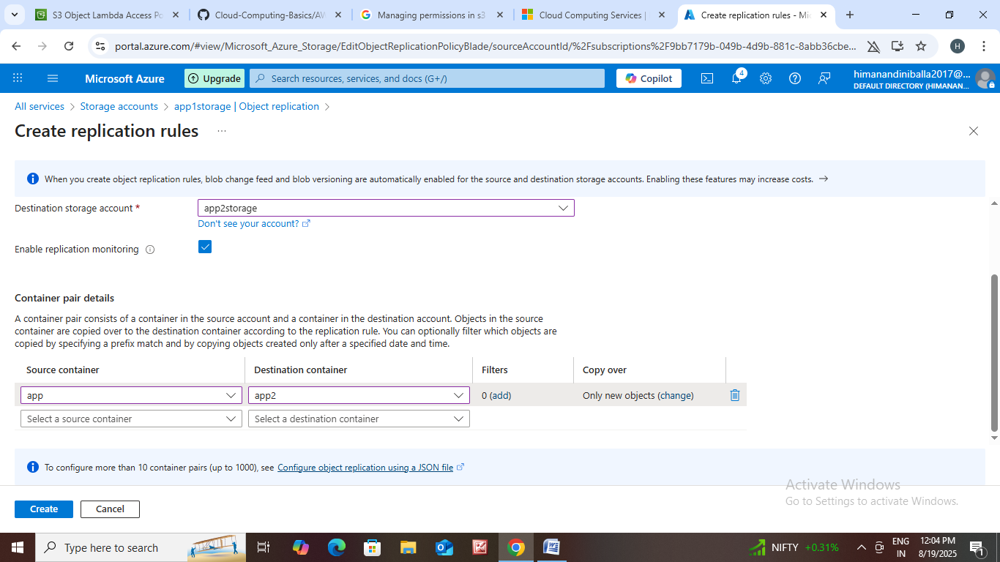 S3 Object Lambda Access Po
Cloud-Computing-Basics/AW
Managing permissions in s3
Cloud Computing Services |
Create replication rules - Mic
portal.azure.com/#view/Microsoft_Azure_Storage/EditObjectReplicationPolicyBlade/sourceAccountId/%2Fsubscriptions%2F9bb7179b-049b-4d9b-881c-8abb36cbe...
H
Microsoft Azure
Upgrade
Search resources, services, and docs (G+/)
Copilot
4
himanandiniballa2017@...
DEFAULT DIRECTORY (HIMANAN...
All services > Storage accounts > app1storage | Object replication >
Create replication rules ...
When you create object replication rules, blob change feed and blob versioning are automatically enabled for the source and destination storage accounts. Enabling these features may increase costs. →
Destination storage account *
app2storage
Don't see your account?
Enable replication monitoring
Container pair details
A container pair consists of a container in the source account and a container in the destination account. Objects in the source
container are copied over to the destination container according to the replication rule. You can optionally filter which objects are
copied by specifying a prefix match and by copying objects created only after a specified date and time.
Source container Destination container Filters Copy over
app app2 0 (add) Only new objects (change)
Select a source container Select a destination container
To configure more than 10 container pairs (up to 1000), see Configure object replication using a JSON file
Activate Windows
Go to Settings to activate Windows.
Create Cancel
Type here to search
NIFTY +0.31%
ENG
IN
12:04 PM
8/19/2025
1